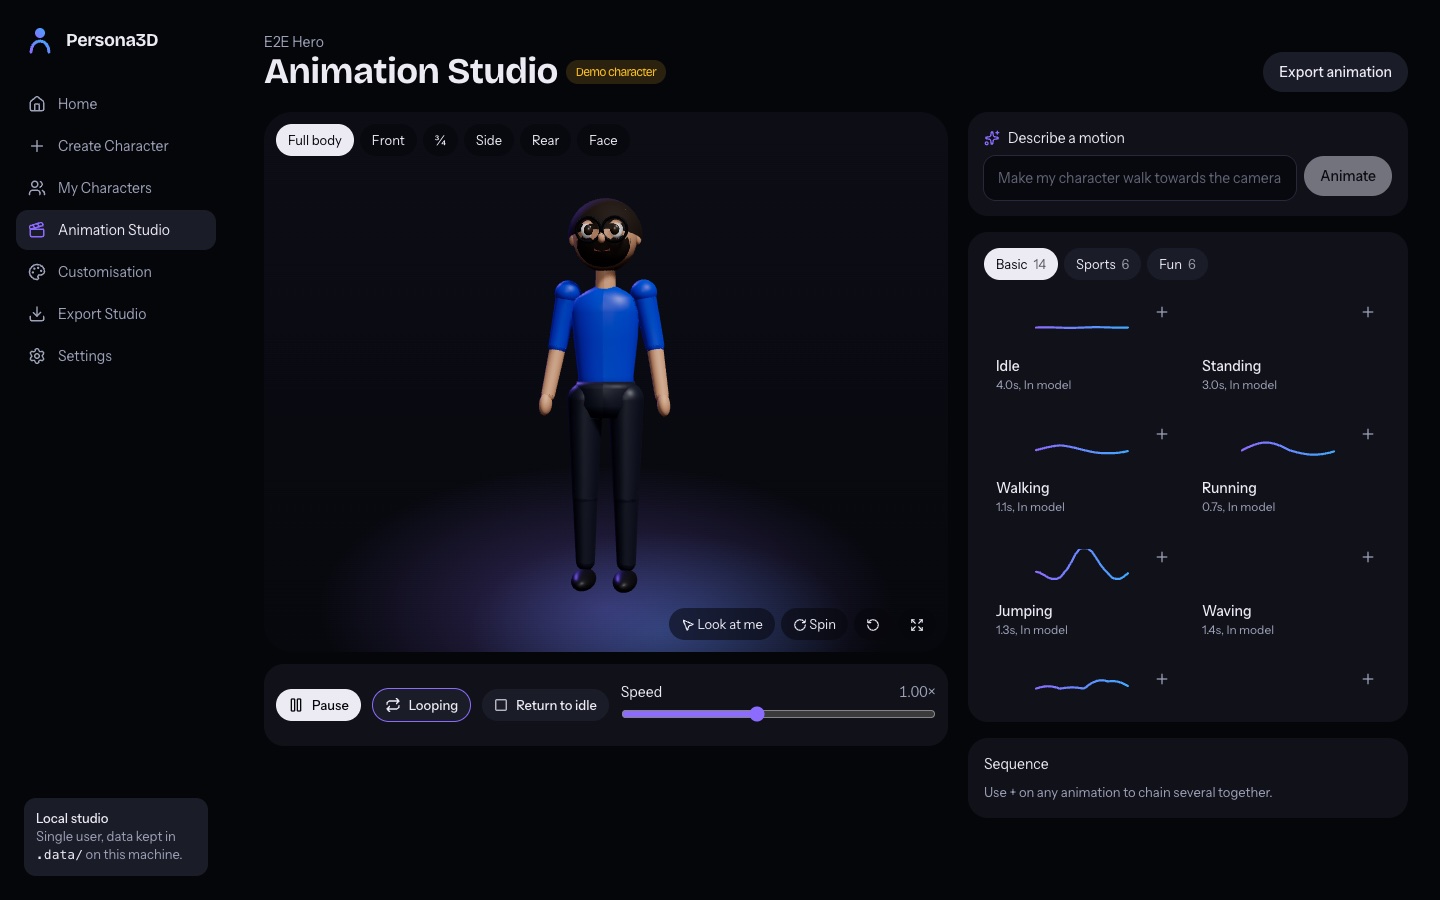 Persona3D
Home
Create Character
My Characters
Animation Studio
Customisation
Export Studio
Settings
Local studio
Single user, data kept in
.data/ on this machine.
E2E Hero
Animation Studio
Demo character
Export animation
Full body
Front
¾
Side
Rear
Face
Look at me
Spin
Pause
Looping
Return to idle
Speed
1.00×
Describe a motion
Make my character walk towards the camera
Animate
Basic 14
Sports 6
Fun 6
Idle
4.0s, In model
Standing
3.0s, In model
Walking
1.1s, In model
Running
0.7s, In model
Jumping
1.3s, In model
Waving
1.4s, In model
Sequence
Use + on any animation to chain several together.